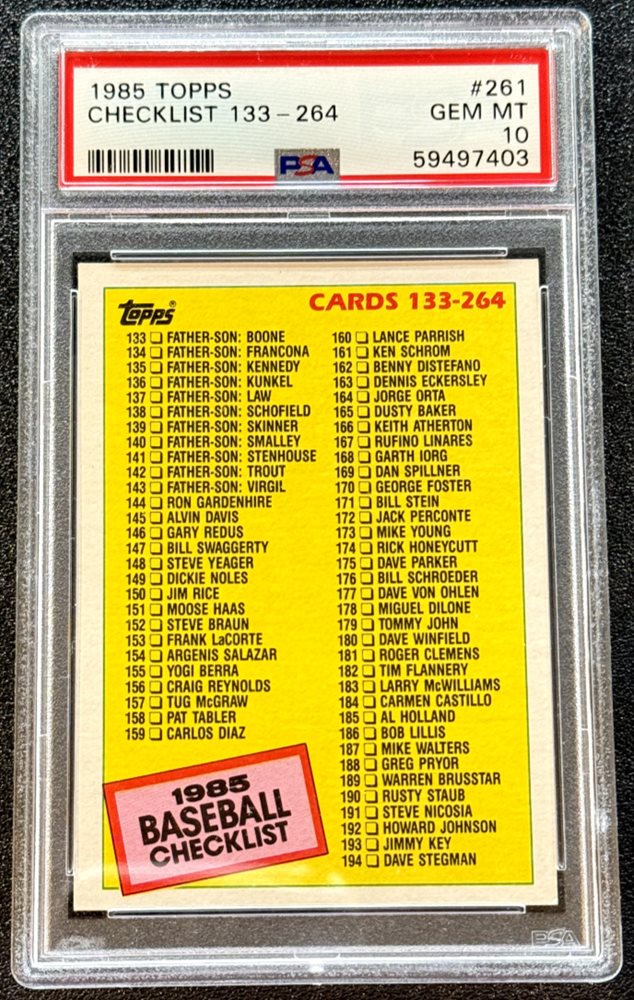 1985 TOPPS #261
CHECKLIST 133-264 GEM MT
10
PSA 59497403
Topps® CARDS 133-264
133 FATHER-SON: BOONE
134 FATHER-SON: FRANCONA
135 FATHER-SON: KENNEDY
136 FATHER-SON: KUNKEL
137 FATHER-SON: LAW
138 FATHER-SON: SCHOFIELD
139 FATHER-SON: SKINNER
140 FATHER-SON: SMALLEY
141 FATHER-SON: STENHOUSE
142 FATHER-SON: TROUT
143 FATHER-SON: VIRGIL
144 RON GARDENHIRE
145 ALVIN DAVIS
146 GARY REDUS
147 BILL SWAGGERTY
148 STEVE YEAGER
149 DICKIE NOLES
150 JIM RICE
151 MOOSE HAAS
152 STEVE BRAUN
153 FRANK LaCORTE
154 ARGENIS SALAZAR
155 YOGI BERRA
156 CRAIG REYNOLDS
157 TUG McGRAW
158 PAT TABLER
159 CARLOS DIAZ
160 LANCE PARRISH
161 KEN SCHROM
162 BENNY DISTEFANO
163 DENNIS ECKERSLEY
164 JORGE ORTA
165 DUSTY BAKER
166 KEITH ATHERTON
167 RUFINO LINARES
168 GARTH IORG
169 DAN SPILLNER
170 GEORGE FOSTER
171 BILL STEIN
172 JACK PERCONTE
173 MIKE YOUNG
174 RICK HONEYCUTT
175 DAVE PARKER
176 BILL SCHROEDER
177 DAVE VON OHLEN
178 MIGUEL DILONE
179 TOMMY JOHN
180 DAVE WINFIELD
181 ROGER CLEMENS
182 TIM FLANNERY
183 LARRY McWILLIAMS
184 CARMEN CASTILLO
185 AL HOLLAND
186 BOB LILLIS
187 MIKE WALTERS
188 GREG PRYOR
189 WARREN BRUSSTAR
190 RUSTY STAUB
191 STEVE NICOSIA
192 HOWARD JOHNSON
193 JIMMY KEY
194 DAVE STEGMAN
1985
BASEBALL
CHECKLIST
PSA